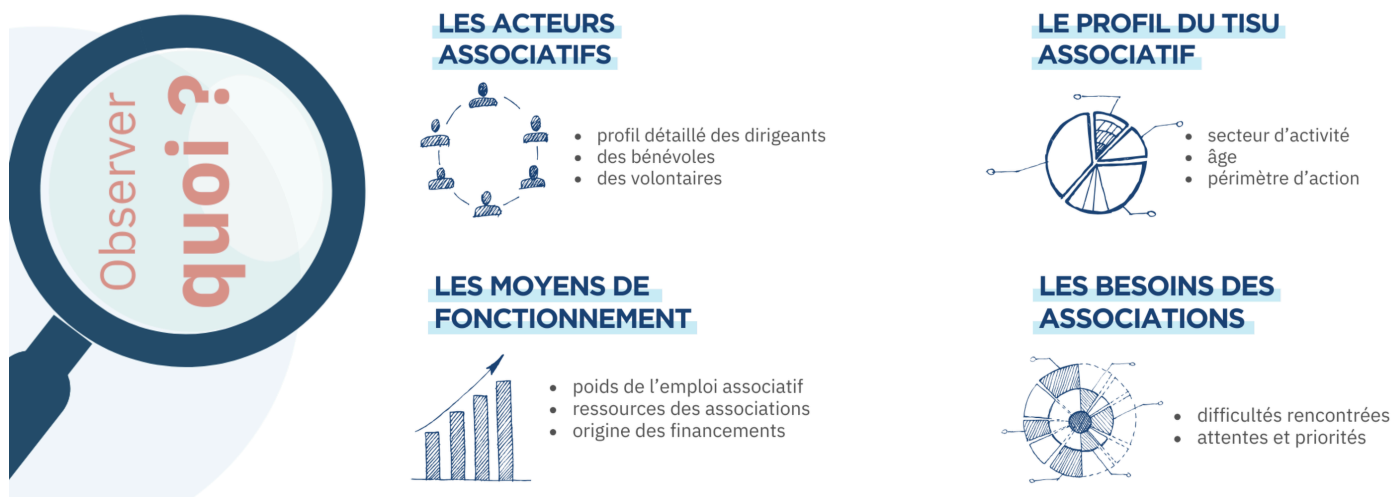 Observer
quoi ?
LES ACTEURS
ASSOCIATIFS
• profil détaillé des dirigeants
• des bénévoles
• des volontaires
LE PROFIL DU TISU
ASSOCIATIF
• secteur d'activité
• âge
• périmètre d'action
LES MOYENS DE
FONCTIONNEMENT
• poids de l'emploi associatif
• ressources des associations
• origine des financements
LES BESOINS DES
ASSOCIATIONS
• difficultés rencontrées
• attentes et priorités